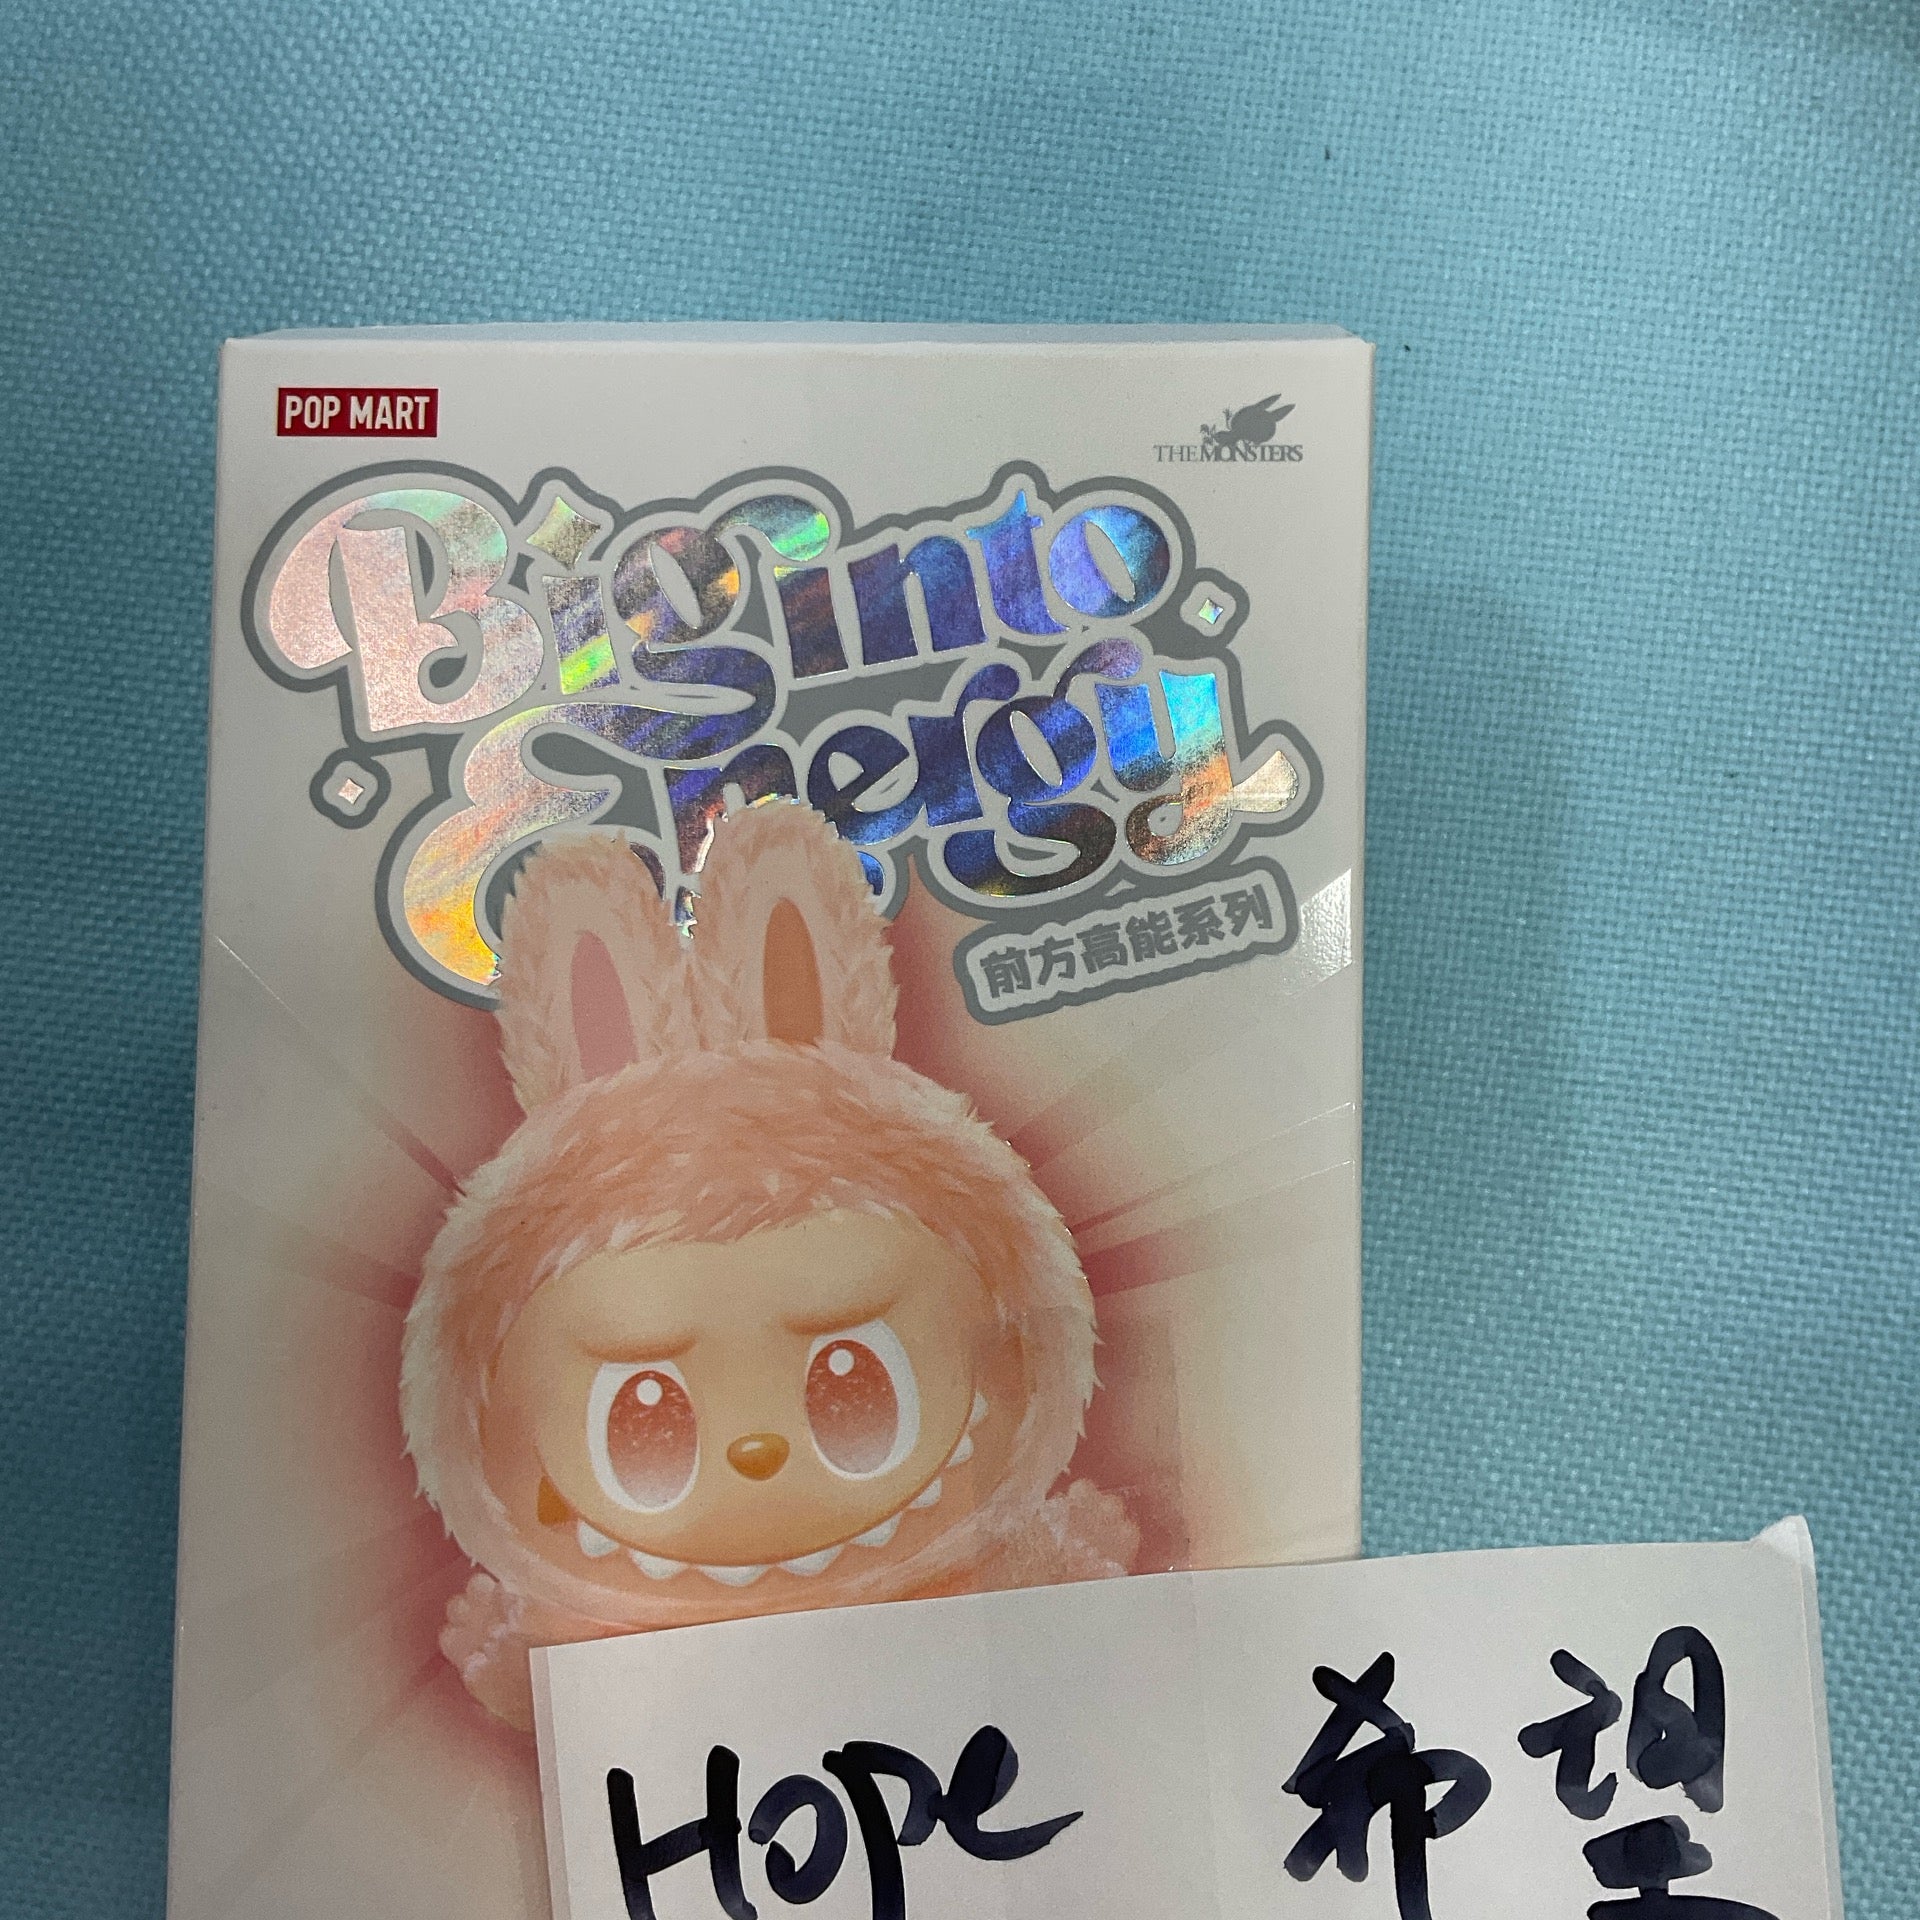 POP MART
THE MONSTERS
Big into
Energy
前方高能系列
Hope 希望